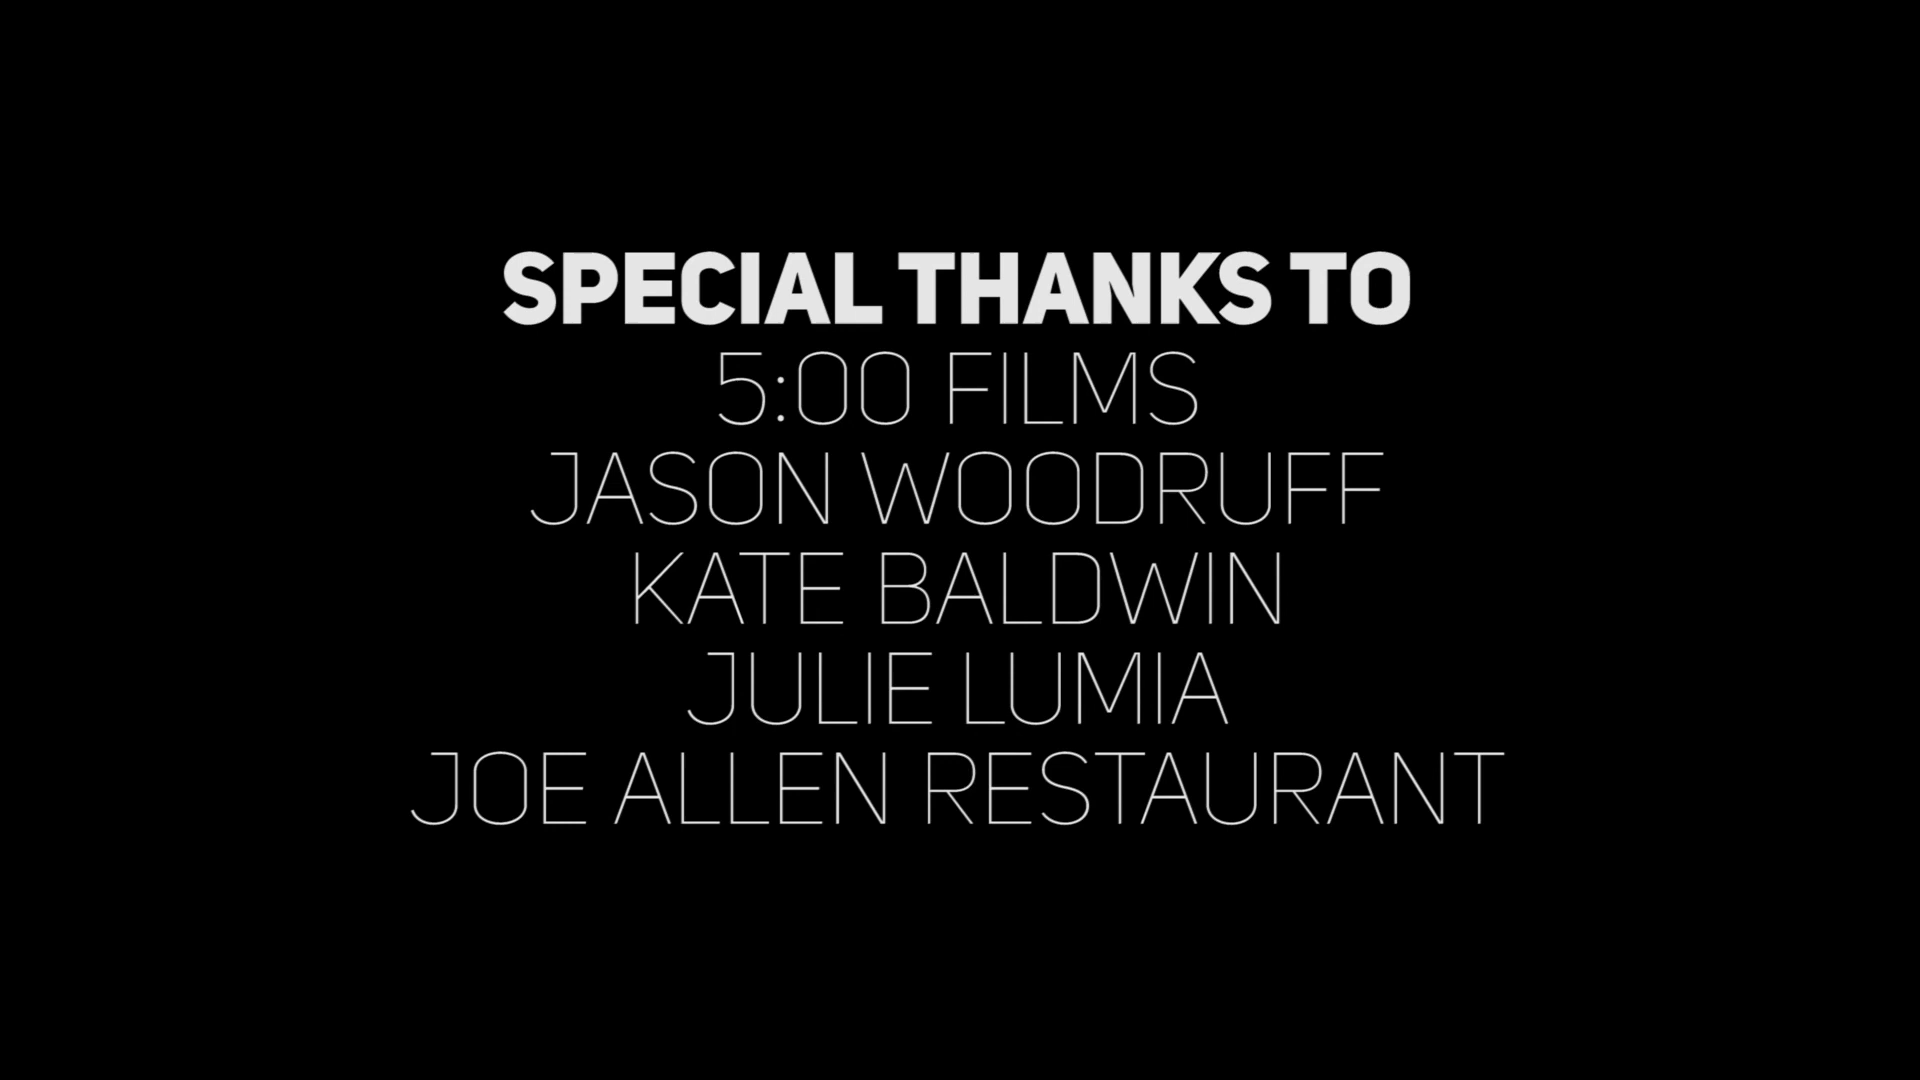 SPECIAL THANKS TO
5:00 FILMS
JASON WOODRUFF
KATE BALDWIN
JULIE LUMIA
JOE ALLEN RESTAURANT